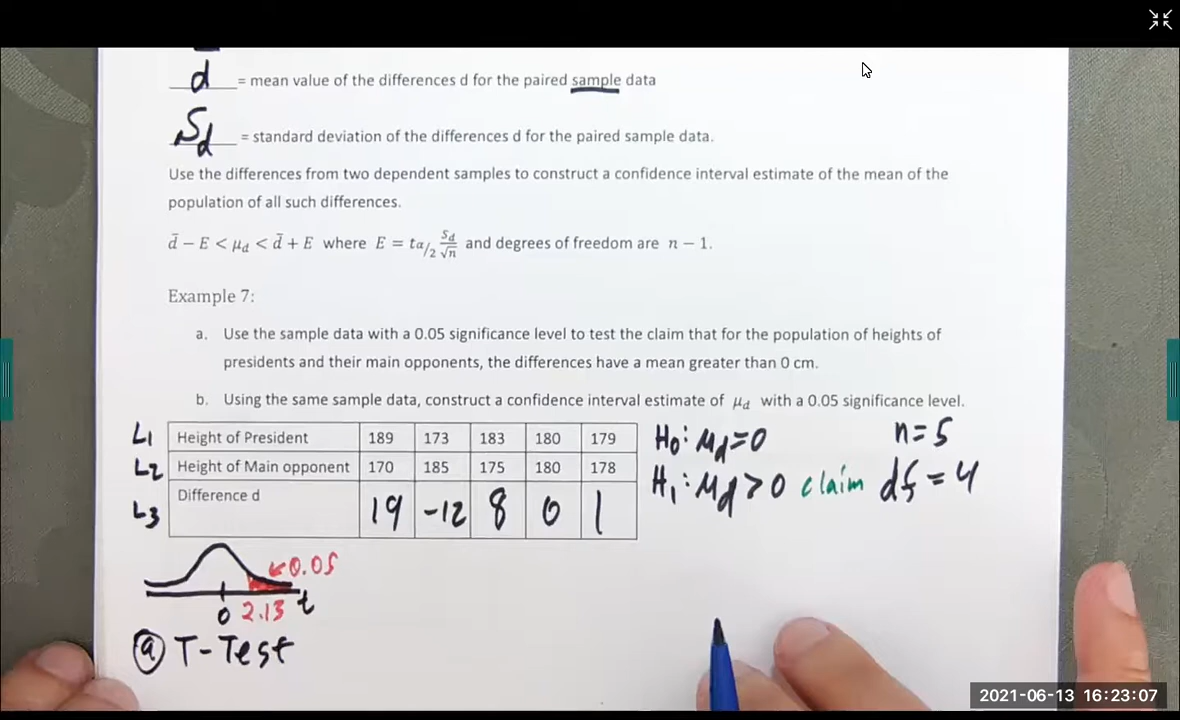 d̄ = mean value of the differences d for the paired sample data
Sd = standard deviation of the differences d for the paired sample data.
Use the differences from two dependent samples to construct a confidence interval estimate of the mean of the
population of all such differences.
d̄ − E < μd < d̄ + E where E = tα/2 Sd/√n and degrees of freedom are n − 1.
Example 7:
a. Use the sample data with a 0.05 significance level to test the claim that for the population of heights of
presidents and their main opponents, the differences have a mean greater than 0 cm.
b. Using the same sample data, construct a confidence interval estimate of μd with a 0.05 significance level.
L1 Height of President 189 173 183 180 179 H0: μd=0 n=5
L2 Height of Main opponent 170 185 175 180 178 H1: μd>0 claim df=4
L3 Difference d 19 -12 8 0 1
0.05
0 2.13 t
(a) T-Test
2021-06-13 16:23:07